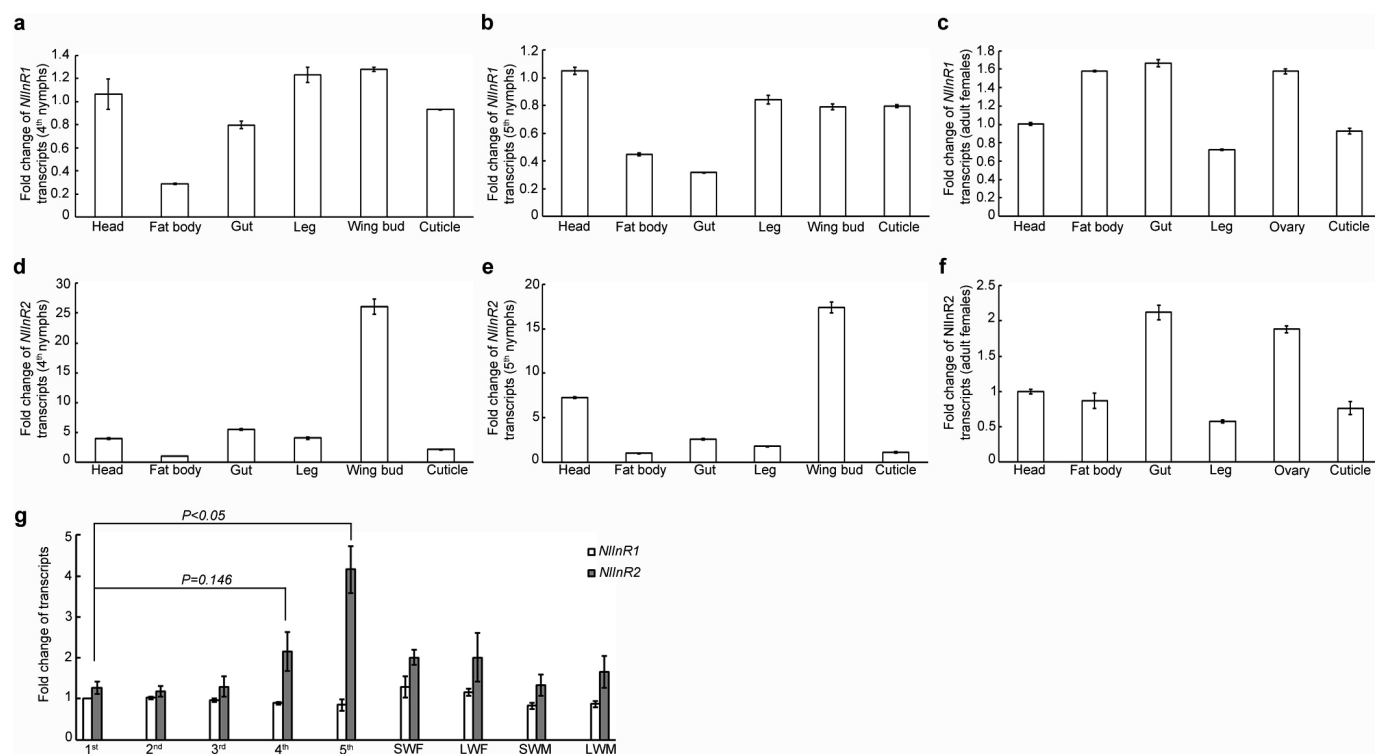 a
Fold change of NlInR1
transcripts (4th nymphs)
1.4
1.2
1.0
0.8
0.6
0.4
0.2
0
Head Fat body Gut Leg Wing bud Cuticle
b
Fold change of NlInR1
transcripts (5th nymphs)
1.2
1.0
0.8
0.6
0.4
0.2
0
Head Fat body Gut Leg Wing bud Cuticle
c
Fold change of NlInR1
transcripts (adult females)
1.8
1.6
1.2
1.0
0.8
0.6
0.4
0.2
0
Head Fat body Gut Leg Ovary Cuticle
d
Fold change of NlInR2
transcripts (4th nymphs)
30
25
20
15
10
5
0
Head Fat body Gut Leg Wing bud Cuticle
e
Fold change of NlInR2
transcripts (5th nymphs)
20
15
10
5
0
Head Fat body Gut Leg Wing bud Cuticle
f
Fold change of NlInR2
transcripts (adult females)
2.5
2
1.5
1
0.5
0
Head Fat body Gut Leg Ovary Cuticle
g
Fold change of transcripts
5
4
3
2
1
0
P<0.05
P=0.146
NlInR1
NlInR2
1st 2nd 3rd 4th 5th SWF LWF SWM LWM